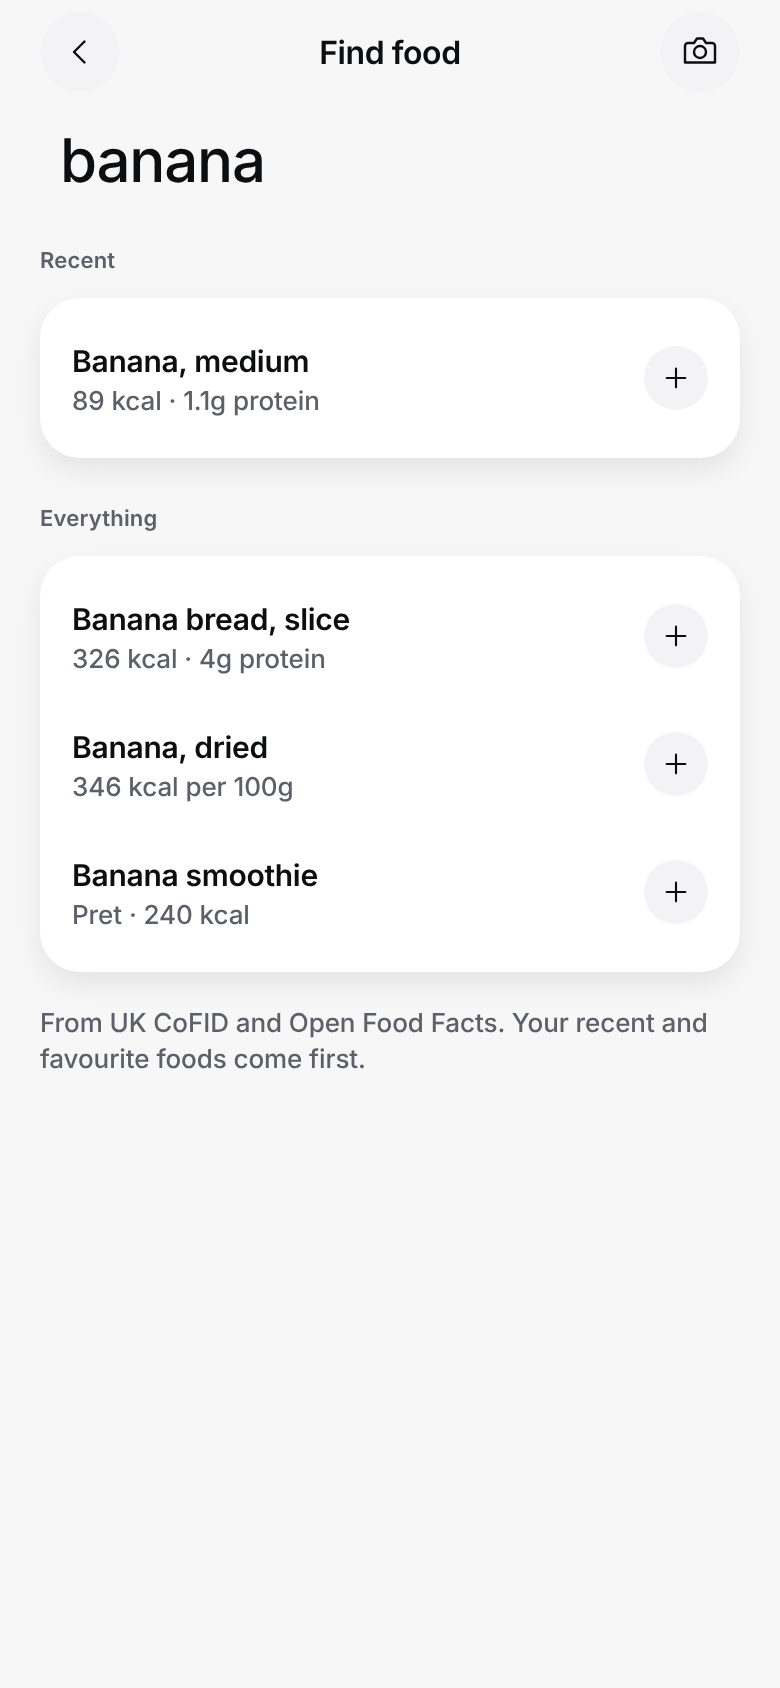 Find food
banana
Recent
Banana, medium
89 kcal · 1.1g protein
Everything
Banana bread, slice
326 kcal · 4g protein
Banana, dried
346 kcal per 100g
Banana smoothie
Pret · 240 kcal
From UK CoFID and Open Food Facts. Your recent and
favourite foods come first.